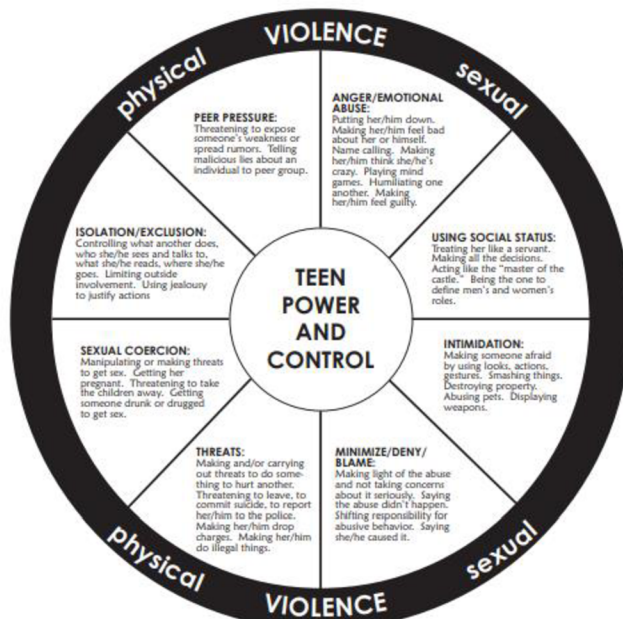 physical VIOLENCE sexual
PEER PRESSURE:
Threatening to expose
someone's weakness or
spread rumors. Telling
malicious lies about an
individual to peer group.
ANGER/EMOTIONAL
ABUSE:
Putting her/him down.
Making her/him feel bad
about her or himself.
Name calling. Making
her/him think she/he's
crazy. Playing mind
games. Humiliating one
another. Making
her/him feel guilty.
ISOLATION/EXCLUSION:
Controlling what another does,
who she/he sees and talks to,
what she/he reads, where she/he
goes. Limiting outside
involvement. Using jealousy
to justify actions
USING SOCIAL STATUS:
Treating her like a servant.
Making all the decisions.
Acting like the "master of the
castle." Being the one to
define men's and women's
roles.
TEEN
POWER
AND
CONTROL
SEXUAL COERCION:
Manipulating or making threats
to get sex. Getting her
pregnant. Threatening to take
the children away. Getting
someone drunk or drugged
to get sex.
INTIMIDATION:
Making someone afraid
by using looks, actions,
gestures. Smashing things.
Destroying property.
Abusing pets. Displaying
weapons.
THREATS:
Making and/or carrying
out threats to do some-
thing to hurt another.
Threatening to leave, to
commit suicide, to report
her/him to the police.
Making her/him drop
charges. Making her/him
do illegal things.
MINIMIZE/DENY/
BLAME:
Making light of the abuse
and not taking concerns
about it seriously. Saying
the abuse didn't happen.
Shifting responsibility for
abusive behavior. Saying
she/he caused it.
physical VIOLENCE sexual